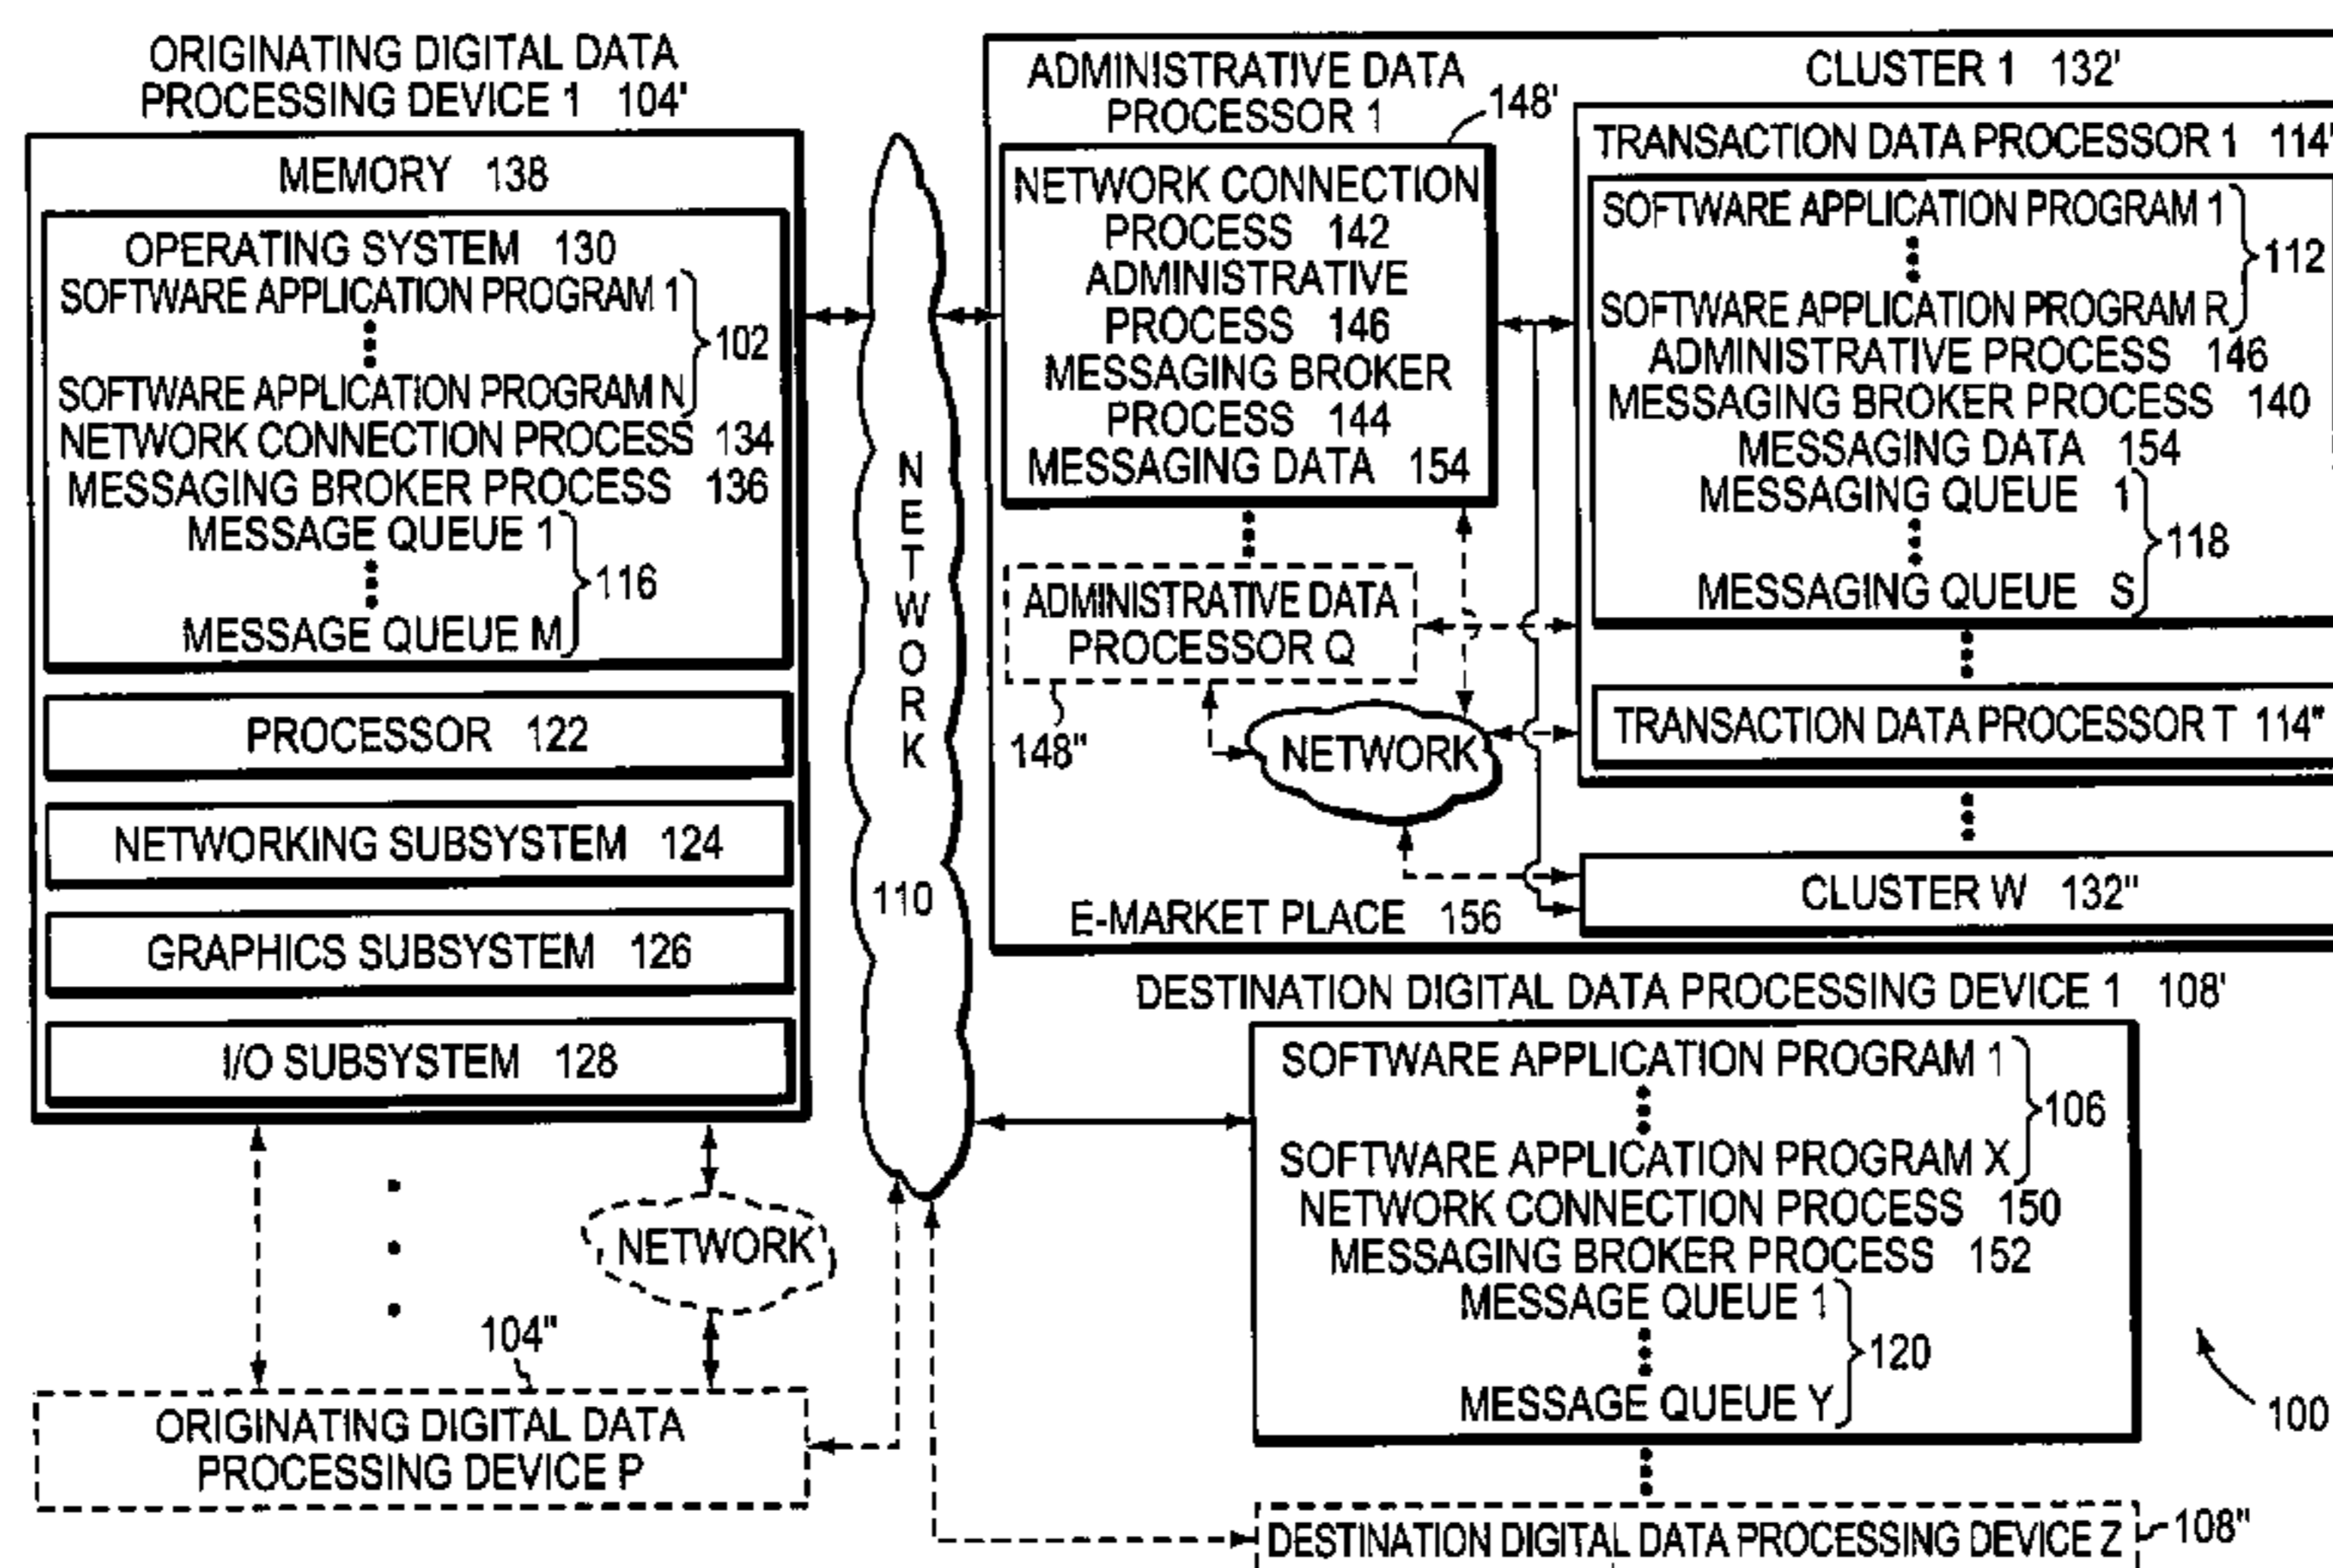 ORIGINATING DIGITAL DATA
PROCESSING DEVICE 1 104'
MEMORY 138
OPERATING SYSTEM 130
SOFTWARE APPLICATION PROGRAM 1
102
SOFTWARE APPLICATION PROGRAM N
NETWORK CONNECTION PROCESS 134
MESSAGING BROKER PROCESS 136
MESSAGE QUEUE 1
116
MESSAGE QUEUE M
PROCESSOR 122
NETWORKING SUBSYSTEM 124
GRAPHICS SUBSYSTEM 126
I/O SUBSYSTEM 128
NETWORK
104"
ORIGINATING DIGITAL DATA
PROCESSING DEVICE P
NETWORK
110
ADMINISTRATIVE DATA
PROCESSOR 1
148'
NETWORK CONNECTION
PROCESS 142
ADMINISTRATIVE
PROCESS 146
MESSAGING BROKER
PROCESS 144
MESSAGING DATA 154
ADMINISTRATIVE DATA
PROCESSOR Q
148"
NETWORK
E-MARKET PLACE 156
CLUSTER 1 132'
TRANSACTION DATA PROCESSOR 1 114'
SOFTWARE APPLICATION PROGRAM 1
112
SOFTWARE APPLICATION PROGRAM R
ADMINISTRATIVE PROCESS 146
MESSAGING BROKER PROCESS 140
MESSAGING DATA 154
MESSAGING QUEUE 1
118
MESSAGING QUEUE S
TRANSACTION DATA PROCESSOR T 114"
CLUSTER W 132"
DESTINATION DIGITAL DATA PROCESSING DEVICE 1 108'
SOFTWARE APPLICATION PROGRAM 1
106
SOFTWARE APPLICATION PROGRAM X
NETWORK CONNECTION PROCESS 150
MESSAGING BROKER PROCESS 152
MESSAGE QUEUE 1
120
MESSAGE QUEUE Y
100
DESTINATION DIGITAL DATA PROCESSING DEVICE Z
108"